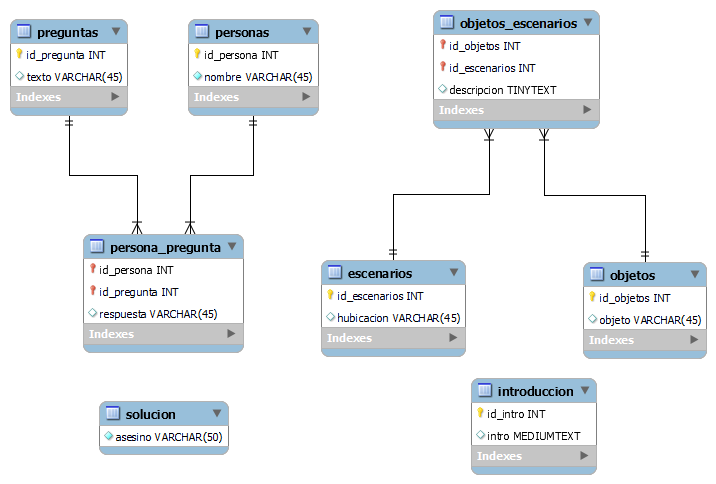 preguntas
id_pregunta INT
texto VARCHAR(45)
Indexes
personas
id_persona INT
nombre VARCHAR(45)
Indexes
objetos_escenarios
id_objetos INT
id_escenarios INT
descripcion TINYTEXT
Indexes
persona_pregunta
id_persona INT
id_pregunta INT
respuesta VARCHAR(45)
Indexes
escenarios
id_escenarios INT
hubicacion VARCHAR(45)
Indexes
objetos
id_objetos INT
objeto VARCHAR(45)
Indexes
solucion
asesino VARCHAR(50)
introduccion
id_intro INT
intro MEDIUMTEXT
Indexes